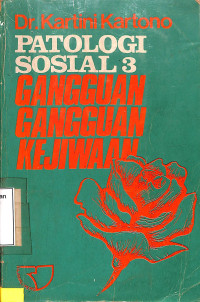 Dr. Kartini Kartono
PATOLOGI
SOSIAL 3
GANGGUAN
GANGGUAN
KEJIWAAN